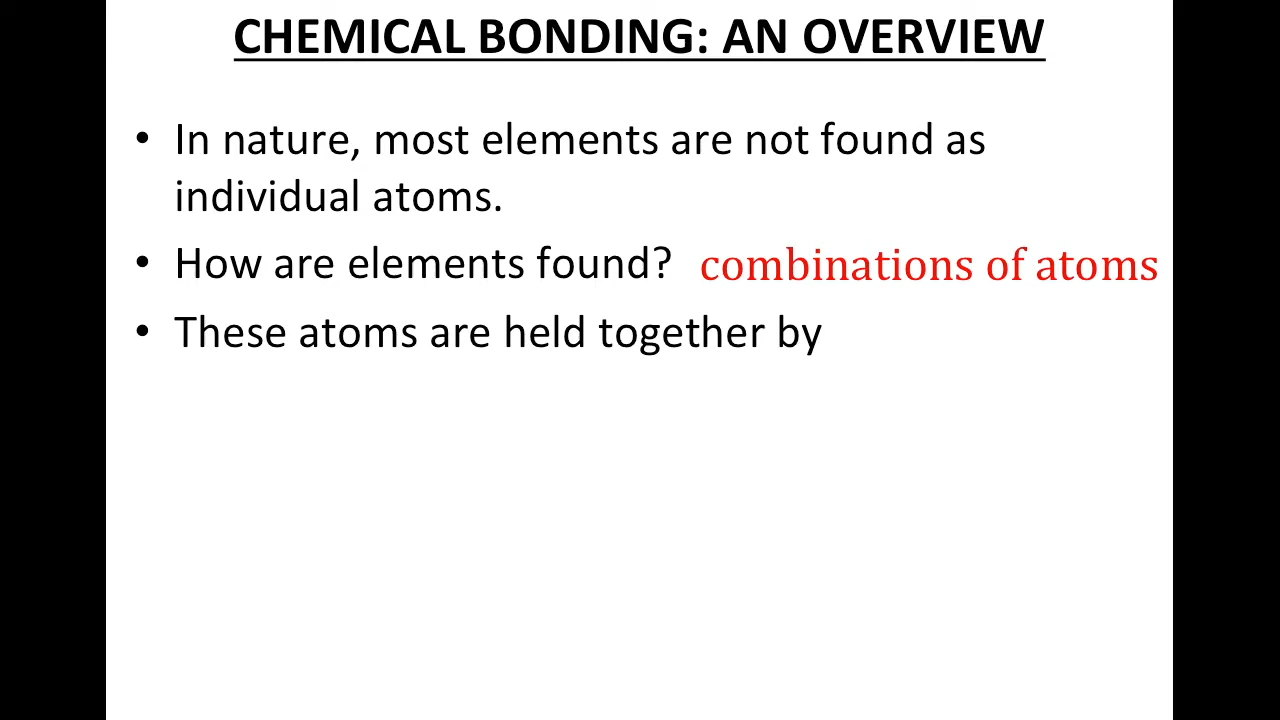 CHEMICAL BONDING: AN OVERVIEW
• In nature, most elements are not found as
individual atoms.
• How are elements found? combinations of atoms
• These atoms are held together by